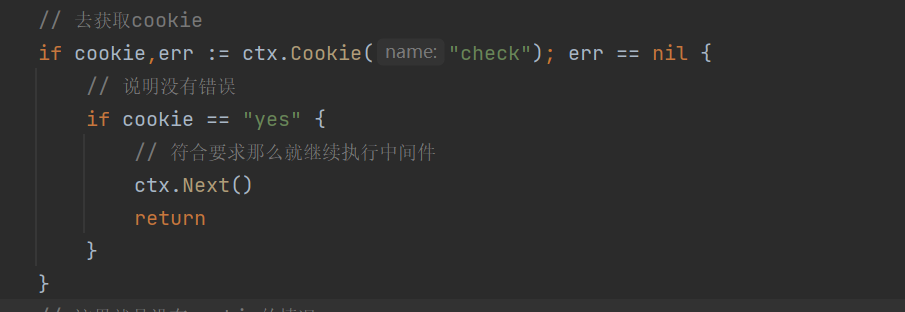 // 去获取cookie
if cookie,err := ctx.Cookie( name: "check"); err == nil {
// 说明没有错误
if cookie == "yes" {
// 符合要求那么就继续执行中间件
ctx.Next()
return
}
}
//